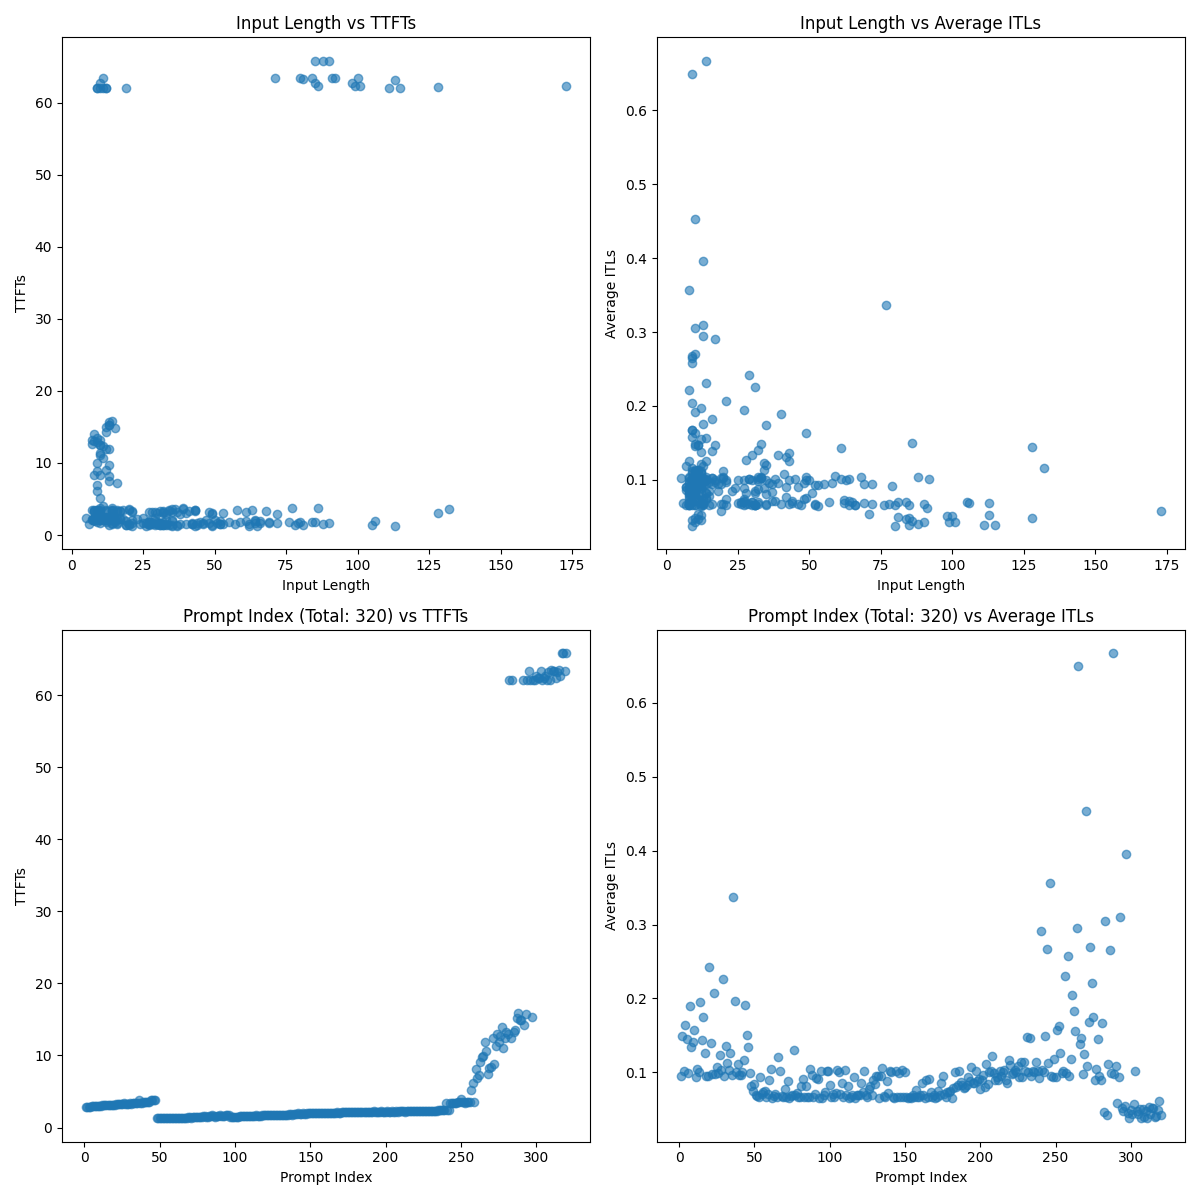 Input Length vs TTFTs
TTFTs
60
50
40
30
20
10
0
0 25 50 75 100 125 150 175
Input Length
Input Length vs Average ITLs
Average ITLs
0.6
0.5
0.4
0.3
0.2
0.1
0 25 50 75 100 125 150 175
Input Length
Prompt Index (Total: 320) vs TTFTs
TTFTs
60
50
40
30
20
10
0
0 50 100 150 200 250 300
Prompt Index
Prompt Index (Total: 320) vs Average ITLs
Average ITLs
0.6
0.5
0.4
0.3
0.2
0.1
0 50 100 150 200 250 300
Prompt Index